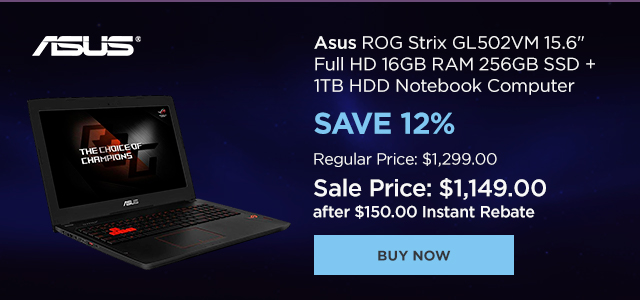 ASUS®
Asus ROG Strix GL502VM 15.6"
Full HD 16GB RAM 256GB SSD +
1TB HDD Notebook Computer
SAVE 12%
Regular Price: $1,299.00
Sale Price: $1,149.00
after $150.00 Instant Rebate
BUY NOW
THE CHOICE OF
CHAMPIONS
ASUS